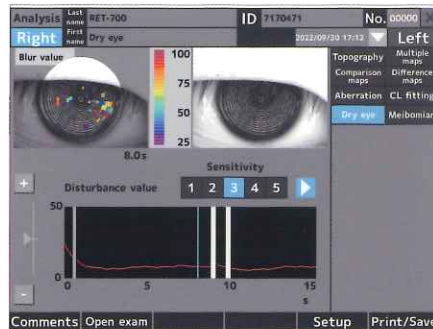 Analysis Last name RET-700 ID 7170471 No. 00000
Right First name Dry eye 2022/09/20 17:12 Left
Blur value
100
75
50
25
8.0s
Topography Multiple maps
Comparison maps Difference maps
Aberration CL fitting
Dry eye Meibomian
Sensitivity
Disturbance value 1 2 3 4 5
+
-
50
0
0 5 10 15
s
Comments Open exam Setup Print/Save